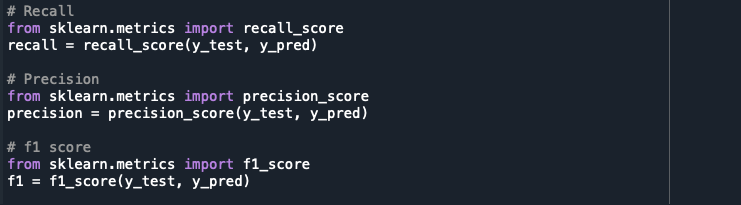 # Recall
from sklearn.metrics import recall_score
recall = recall_score(y_test, y_pred)
# Precision
from sklearn.metrics import precision_score
precision = precision_score(y_test, y_pred)
# f1 score
from sklearn.metrics import f1_score
f1 = f1_score(y_test, y_pred)